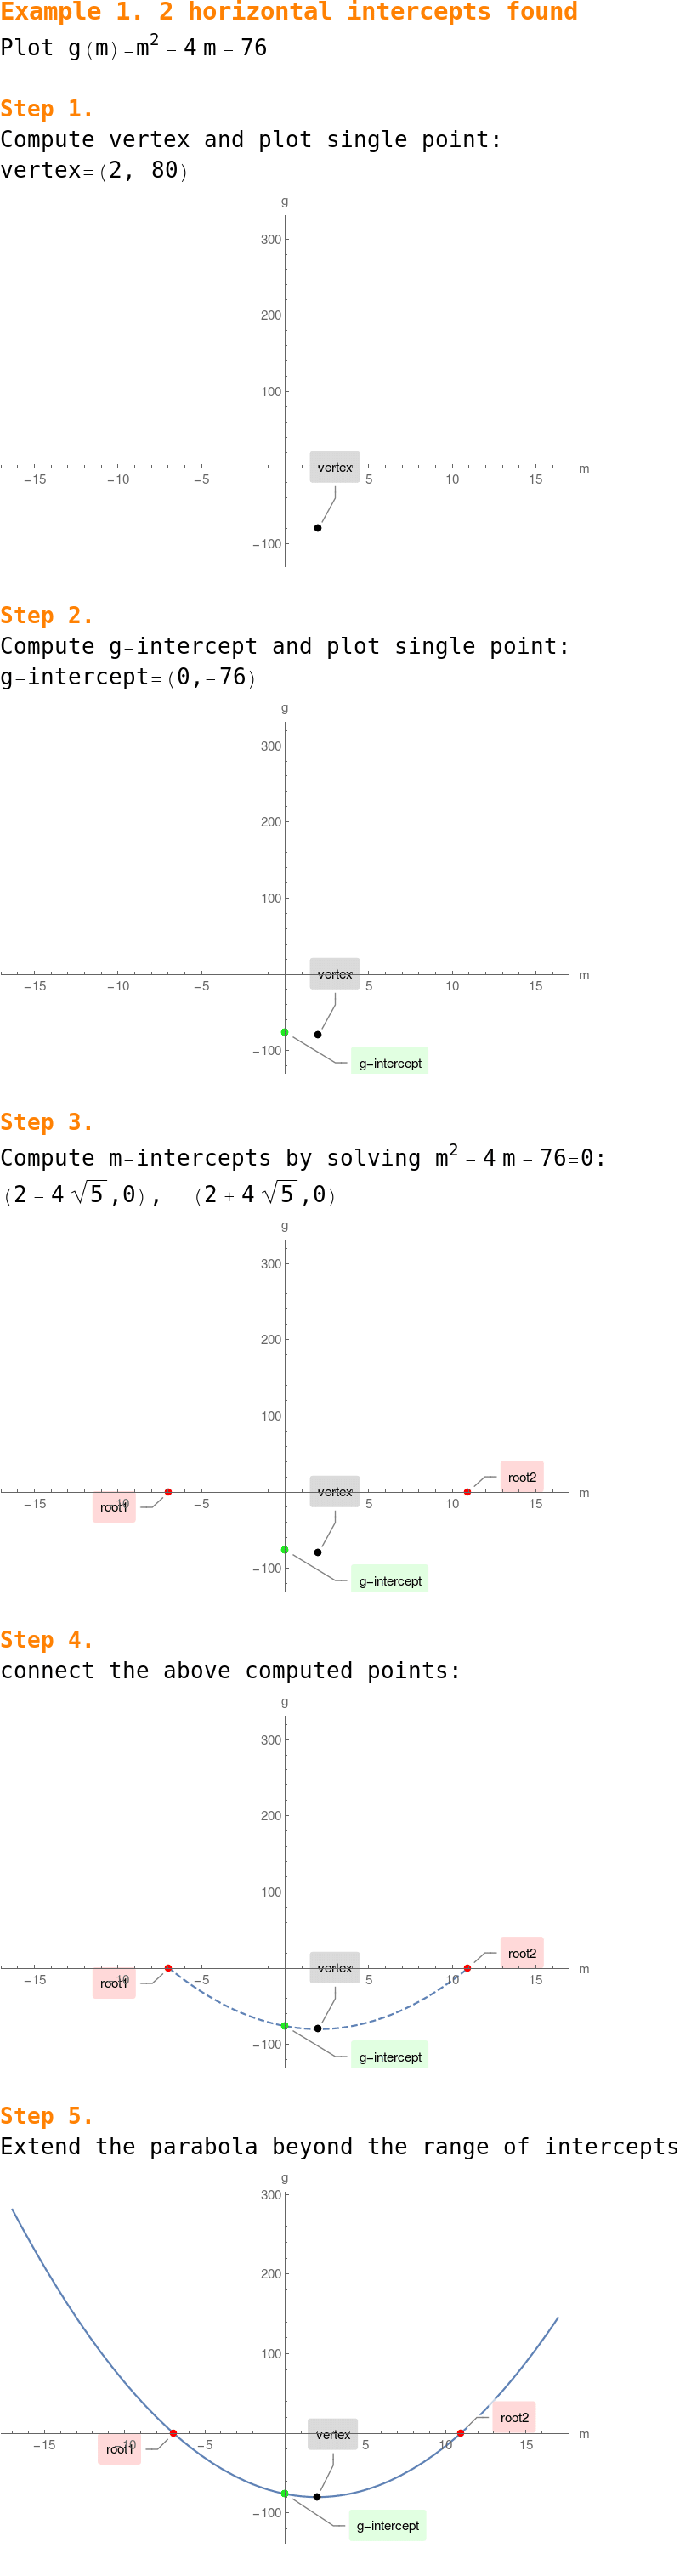 Example 1. 2 horizontal intercepts found
Plot g(m)=m² − 4 m − 76
Step 1.
Compute vertex and plot single point:
vertex=(2,−80)
g
300
200
100
vertex
−15 −10 −5 5 10 15 m
−100
Step 2.
Compute g−intercept and plot single point:
g−intercept=(0,−76)
g
300
200
100
vertex
−15 −10 −5 5 10 15 m
−100
g−intercept
Step 3.
Compute m−intercepts by solving m² − 4 m − 76=0:
(2 − 4 √5 ,0), (2 + 4 √5 ,0)
g
300
200
100
root2
vertex
−15 −10 −5 5 10 15 m
root1
−100
g−intercept
Step 4.
connect the above computed points:
g
300
200
100
root2
vertex
−15 −10 −5 5 10 15 m
root1
−100
g−intercept
Step 5.
Extend the parabola beyond the range of intercepts
g
300
200
100
root2
vertex
−15 −10 −5 5 10 15 m
root1
−100
g−intercept